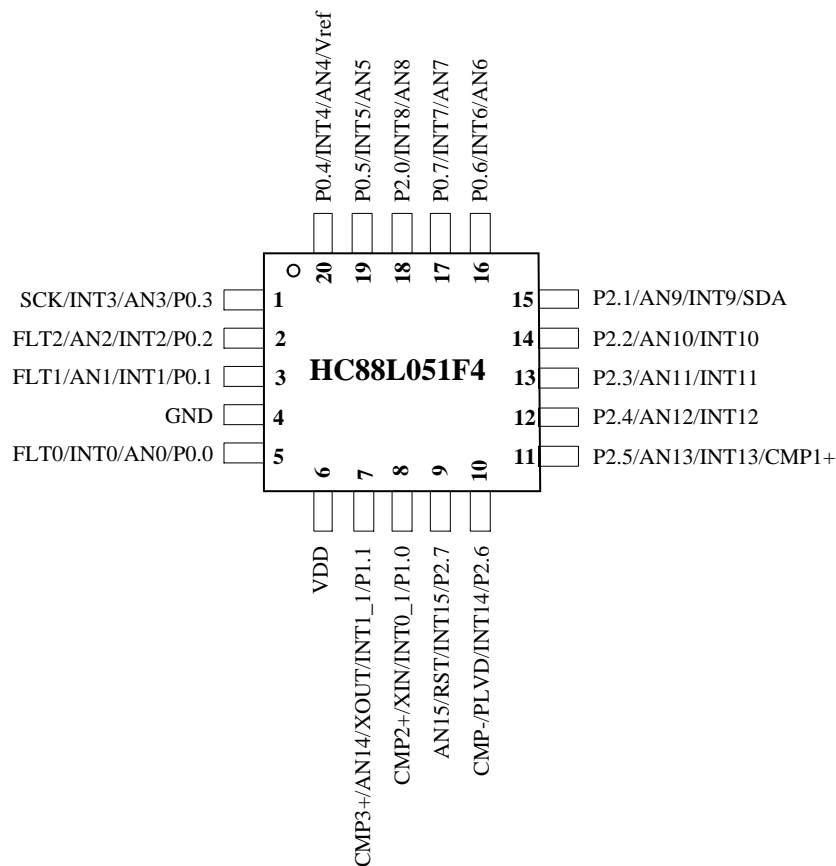 P0.4/INT4/AN4/Vref
P0.5/INT5/AN5
P2.0/INT8/AN8
P0.7/INT7/AN7
P0.6/INT6/AN6
20
19
18
17
16
SCK/INT3/AN3/P0.3
1
15
P2.1/AN9/INT9/SDA
FLT2/AN2/INT2/P0.2
2
14
P2.2/AN10/INT10
FLT1/AN1/INT1/P0.1
3
HC88L051F4
13
P2.3/AN11/INT11
GND
4
12
P2.4/AN12/INT12
FLT0/INT0/AN0/P0.0
5
11
P2.5/AN13/INT13/CMP1+
6
7
8
9
10
VDD
CMP3+/AN14/XOUT/INT1_1/P1.1
CMP2+/XIN/INT0_1/P1.0
AN15/RST/INT15/P2.7
CMP-/PLVD/INT14/P2.6